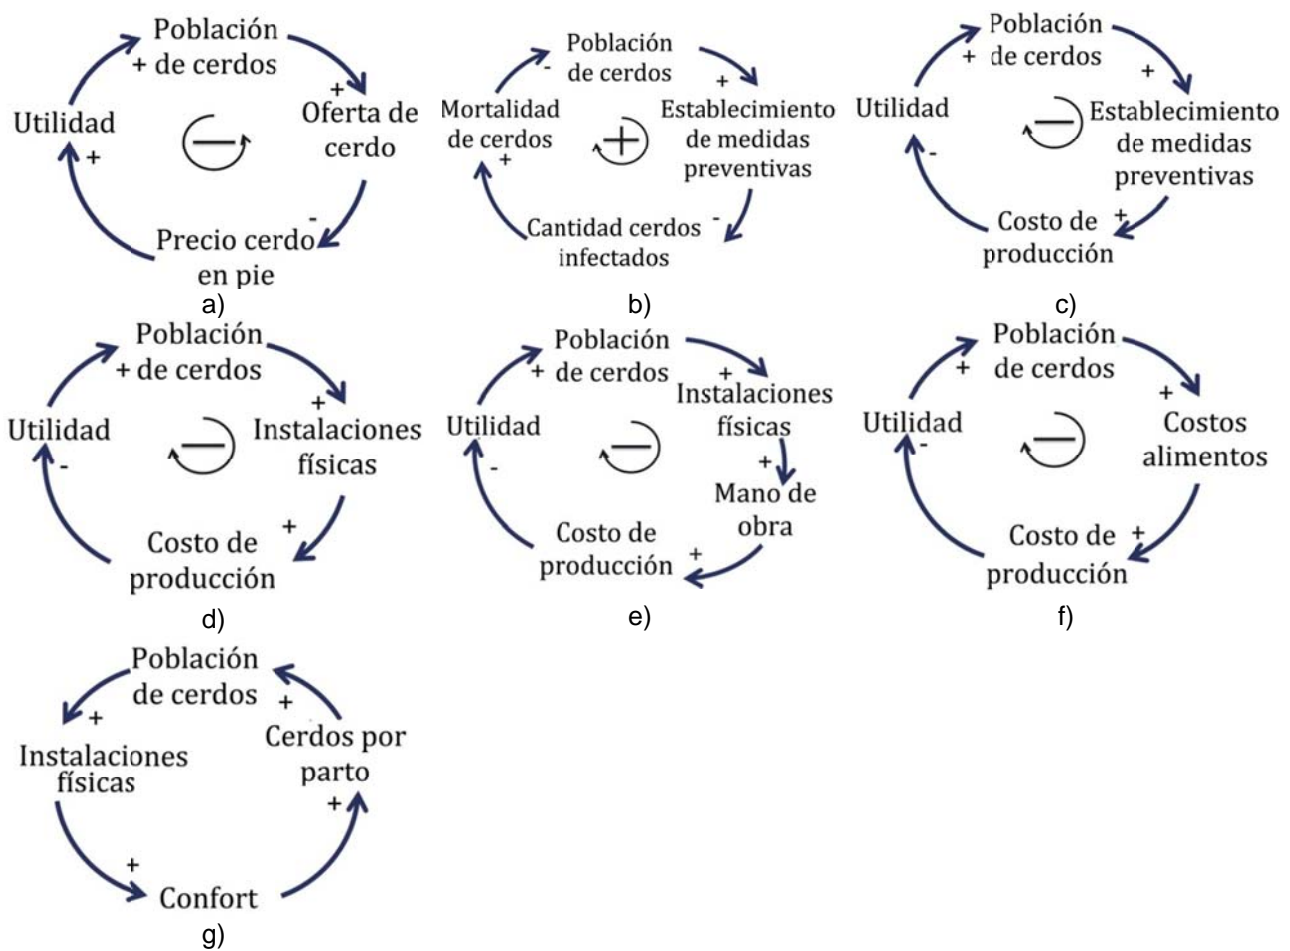 Población
+ de cerdos
+
Oferta de
cerdo
-
Precio cerdo
en pie
+
Utilidad
−
a)
Población
de cerdos
+
Establecimiento
de medidas
preventivas
-
Cantidad cerdos
infectados
+
Mortalidad
de cerdos
-
+
b)
Población
+ de cerdos
+
Establecimiento
de medidas
preventivas
+
Costo de
producción
-
Utilidad
−
c)
Población
+ de cerdos
+
Instalaciones
físicas
+
Costo de
producción
-
Utilidad
−
d)
Población
+ de cerdos
+
Instalaciones
físicas
+
Mano de
obra
+
Costo de
producción
-
Utilidad
−
e)
Población
+ de cerdos
+
Costos
alimentos
+
Costo de
producción
-
Utilidad
−
f)
Población
de cerdos
+
Instalaciones
físicas
+
Confort
+
Cerdos por
parto
+
g)